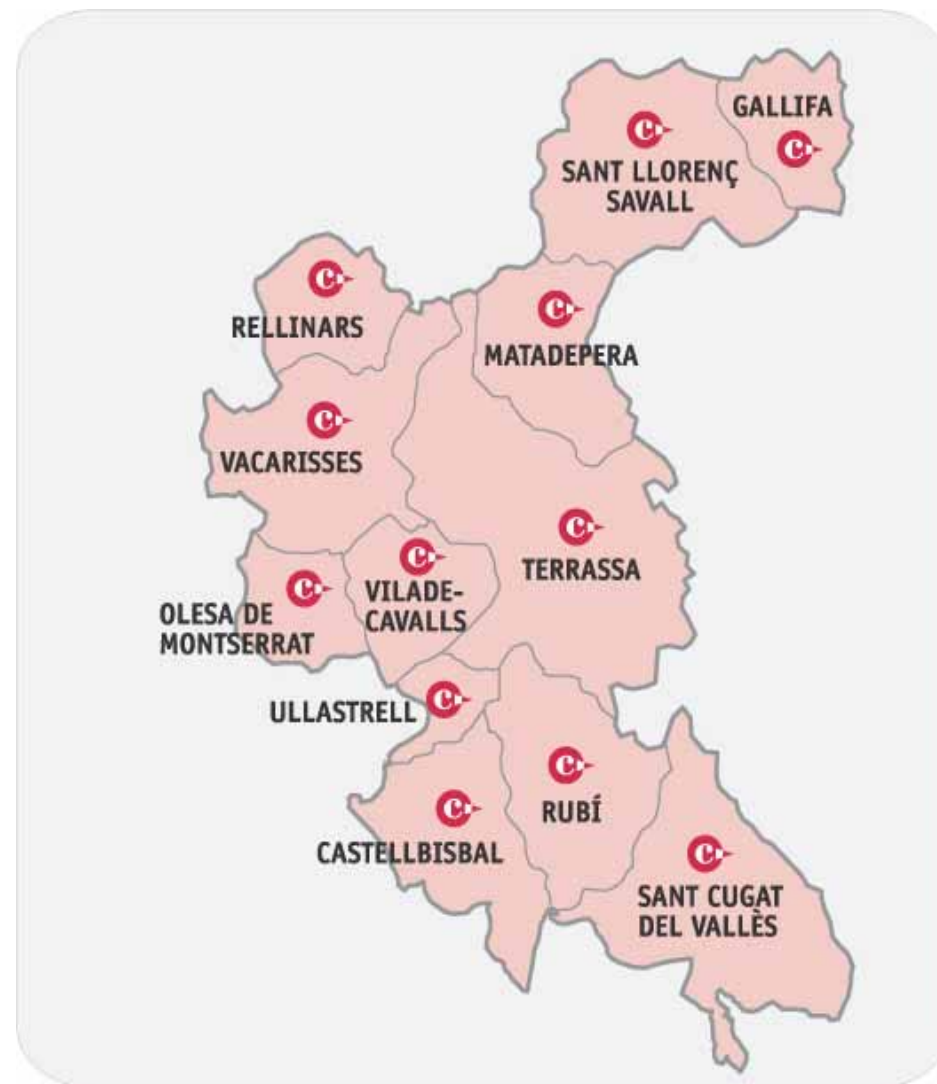 GALLIFA
SANT LLORENÇ
SAVALL
RELLINARS
MATADEPERA
VACARISSES
TERRASSA
VILADE-
CAVALLS
OLESA DE
MONTSERRAT
ULLASTRELL
RUBÍ
CASTELLBISBAL
SANT CUGAT
DEL VALLÈS